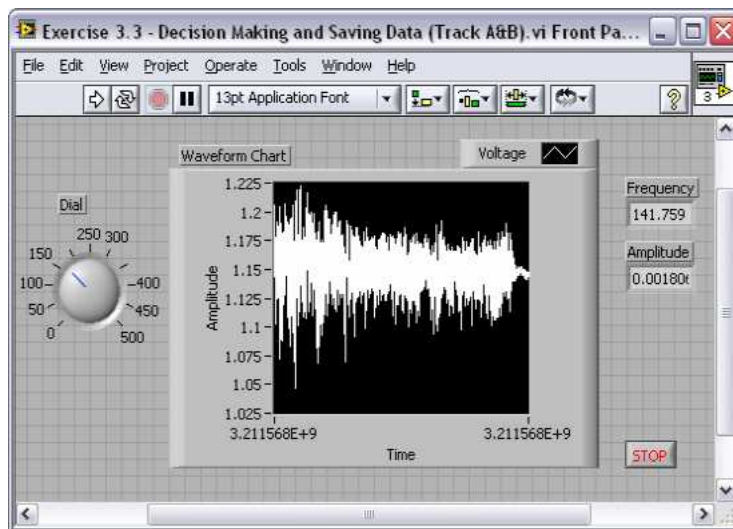 Exercise 3.3 - Decision Making and Saving Data (Track A&B).vi Front Pa...
File Edit View Project Operate Tools Window Help
13pt Application Font
? 3
Waveform Chart
Voltage
Dial
0 50 100 150 250 300 400 450 500
Amplitude
1.225
1.2
1.175
1.15
1.125
1.1
1.075
1.05
1.025
3.211568E+9 3.211568E+9
Time
Frequency
141.759
Amplitude
0.00180
STOP